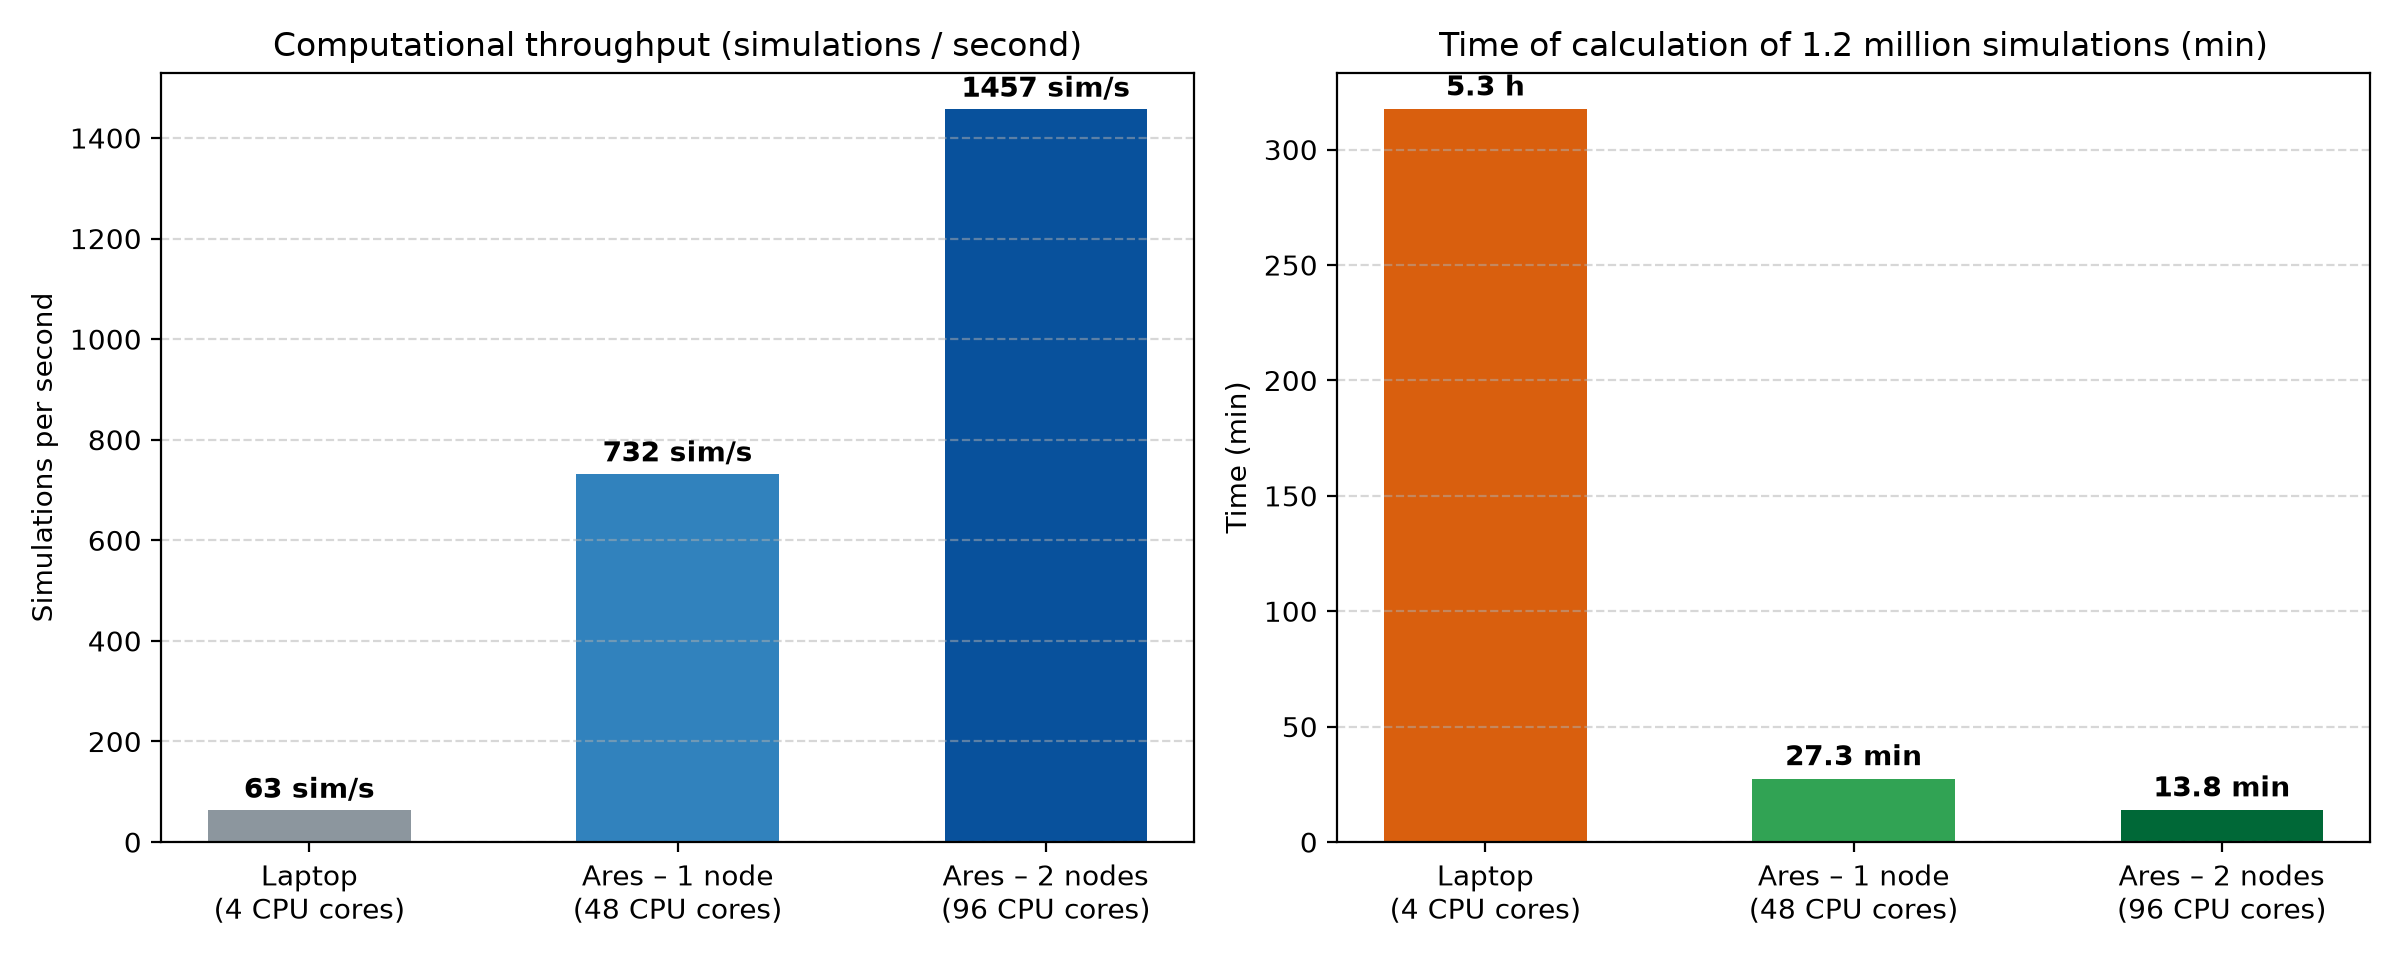 Computational throughput (simulations / second)
Simulations per second
1400
1200
1000
800
600
400
200
0
63 sim/s
732 sim/s
1457 sim/s
Laptop
(4 CPU cores)
Ares – 1 node
(48 CPU cores)
Ares – 2 nodes
(96 CPU cores)
Time of calculation of 1.2 million simulations (min)
Time (min)
300
250
200
150
100
50
0
5.3 h
27.3 min
13.8 min
Laptop
(4 CPU cores)
Ares – 1 node
(48 CPU cores)
Ares – 2 nodes
(96 CPU cores)